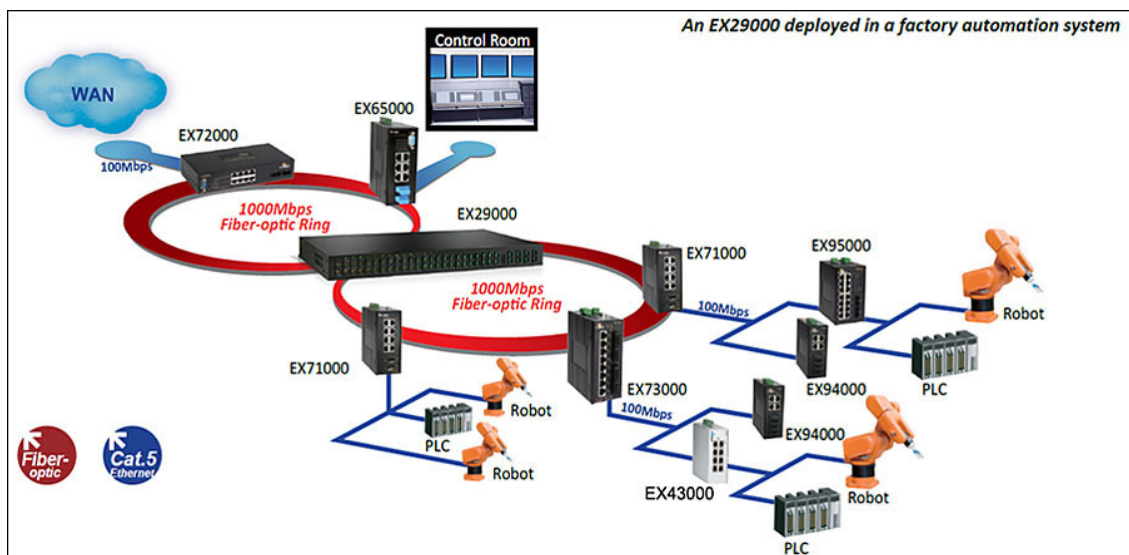 An EX29000 deployed in a factory automation system
Control Room
WAN
EX65000
EX72000
100Mbps
1000Mbps
Fiber-optic Ring
EX29000
EX71000
EX95000
1000Mbps
Fiber-optic Ring
100Mbps
Robot
EX71000
EX73000
EX94000
PLC
100Mbps
Robot
PLC
EX94000
Fiber-
optic
Cat.5
Ethernet
Robot
EX43000
Robot
PLC